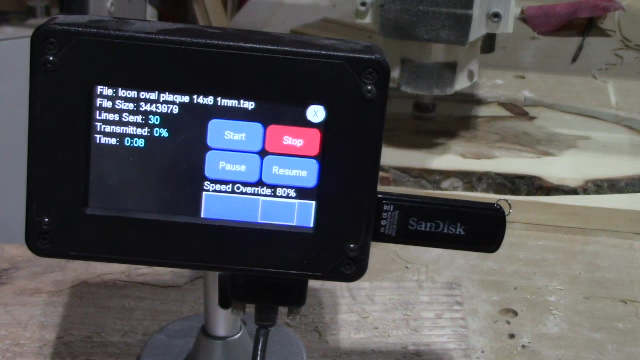 File: loon oval plaque 14x6 1mm.tap
File Size: 3443979
Lines Sent: 30
Transmitted: 0%
Time: 0:08
X
Start
Stop
Pause
Resume
Speed Override: 80%
SanDisk